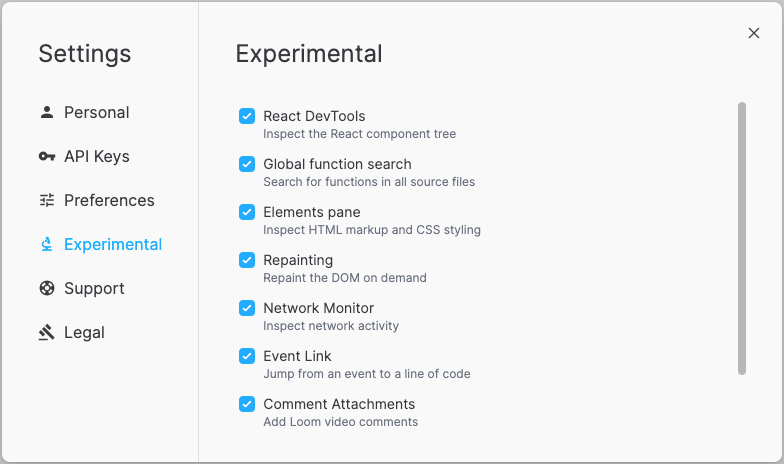 Settings
Personal
API Keys
Preferences
Experimental
Support
Legal
Experimental
React DevTools
Inspect the React component tree
Global function search
Search for functions in all source files
Elements pane
Inspect HTML markup and CSS styling
Repainting
Repaint the DOM on demand
Network Monitor
Inspect network activity
Event Link
Jump from an event to a line of code
Comment Attachments
Add Loom video comments